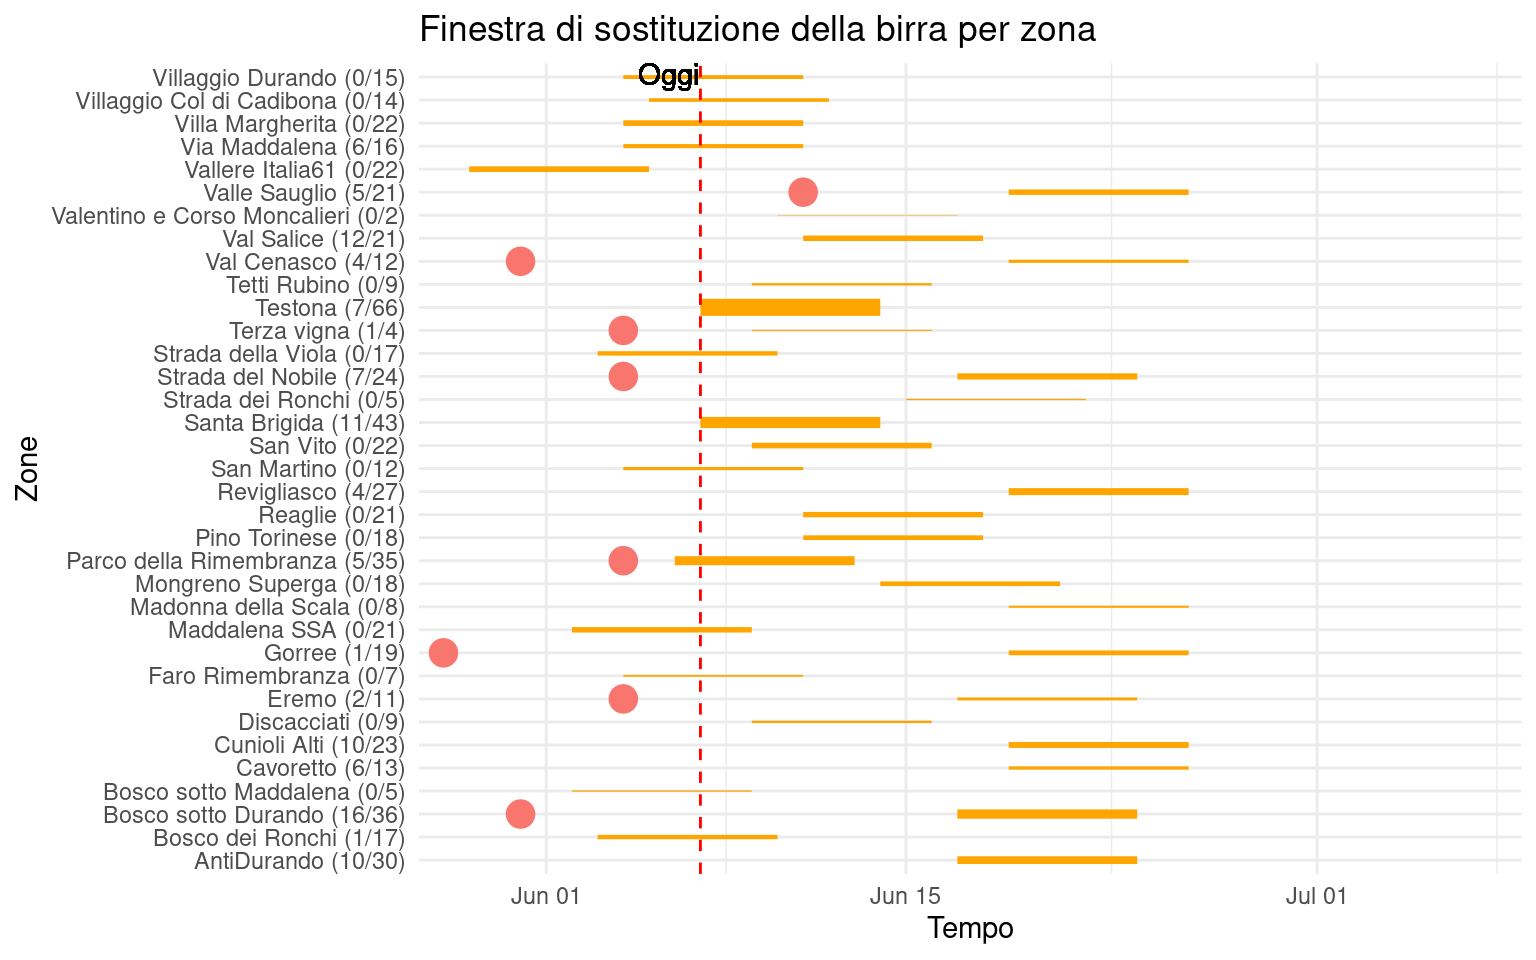 Finestra di sostituzione della birra per zona
Oggi
Villaggio Durando (0/15)
Villaggio Col di Cadibona (0/14)
Villa Margherita (0/22)
Via Maddalena (6/16)
Vallere Italia61 (0/22)
Valle Sauglio (5/21)
Valentino e Corso Moncalieri (0/2)
Val Salice (12/21)
Val Cenasco (4/12)
Tetti Rubino (0/9)
Testona (7/66)
Terza vigna (1/4)
Strada della Viola (0/17)
Strada del Nobile (7/24)
Strada dei Ronchi (0/5)
Santa Brigida (11/43)
San Vito (0/22)
San Martino (0/12)
Revigliasco (4/27)
Reaglie (0/21)
Pino Torinese (0/18)
Parco della Rimembranza (5/35)
Mongreno Superga (0/18)
Madonna della Scala (0/8)
Maddalena SSA (0/21)
Gorree (1/19)
Faro Rimembranza (0/7)
Eremo (2/11)
Discacciati (0/9)
Cunioli Alti (10/23)
Cavoretto (6/13)
Bosco sotto Maddalena (0/5)
Bosco sotto Durando (16/36)
Bosco dei Ronchi (1/17)
AntiDurando (10/30)
Zone
Jun 01
Jun 15
Jul 01
Tempo